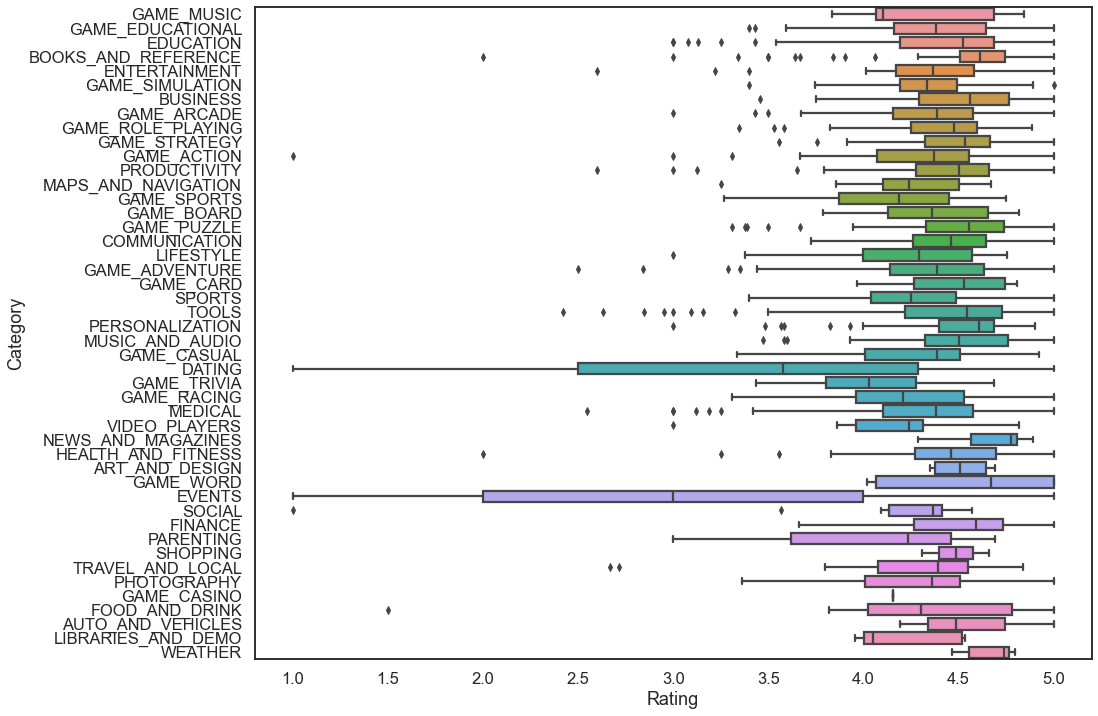 GAME_MUSIC
GAME_EDUCATIONAL
EDUCATION
BOOKS_AND_REFERENCE
ENTERTAINMENT
GAME_SIMULATION
BUSINESS
GAME_ARCADE
GAME_ROLE_PLAYING
GAME_STRATEGY
GAME_ACTION
PRODUCTIVITY
MAPS_AND_NAVIGATION
GAME_SPORTS
GAME_BOARD
GAME_PUZZLE
COMMUNICATION
LIFESTYLE
GAME_ADVENTURE
GAME_CARD
SPORTS
TOOLS
PERSONALIZATION
MUSIC_AND_AUDIO
GAME_CASUAL
DATING
GAME_TRIVIA
GAME_RACING
MEDICAL
VIDEO_PLAYERS
NEWS_AND_MAGAZINES
HEALTH_AND_FITNESS
ART_AND_DESIGN
GAME_WORD
EVENTS
SOCIAL
FINANCE
PARENTING
SHOPPING
TRAVEL_AND_LOCAL
PHOTOGRAPHY
GAME_CASINO
FOOD_AND_DRINK
AUTO_AND_VEHICLES
LIBRARIES_AND_DEMO
WEATHER
Category
1.0 1.5 2.0 2.5 3.0 3.5 4.0 4.5 5.0
Rating